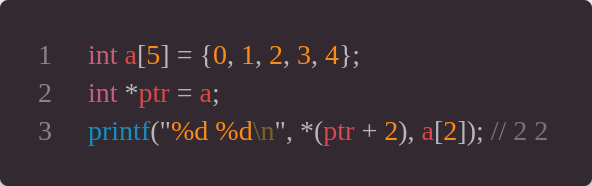 1 int a[5] = {0, 1, 2, 3, 4};
2 int *ptr = a;
3 printf("%d %d\n", *(ptr + 2), a[2]); // 2 2